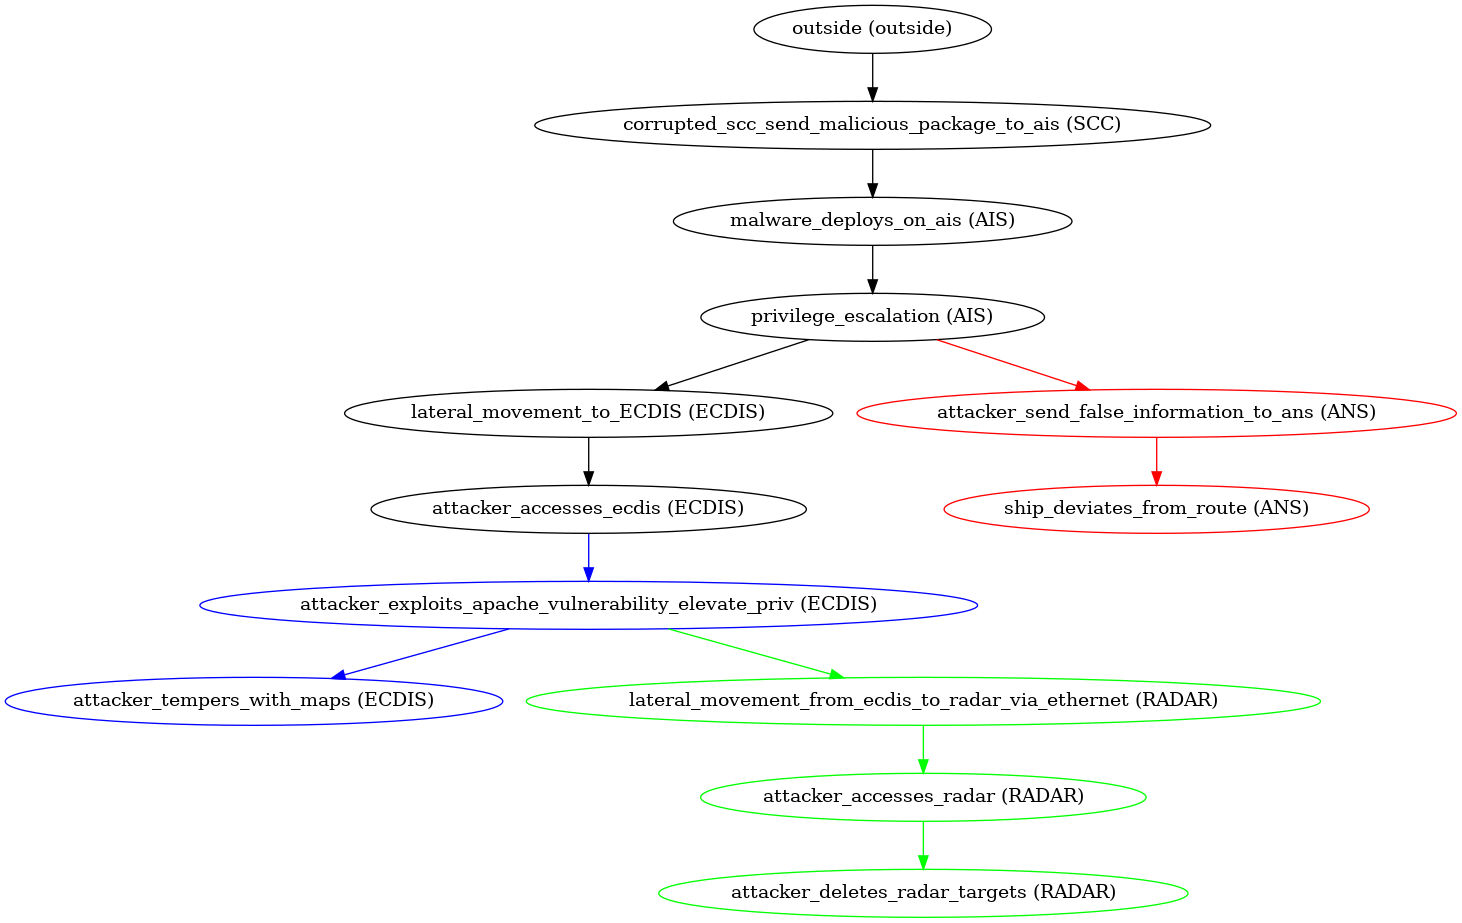 outside (outside)
corrupted_scc_send_malicious_package_to_ais (SCC)
malware_deploys_on_ais (AIS)
privilege_escalation (AIS)
lateral_movement_to_ECDIS (ECDIS)
attacker_send_false_information_to_ans (ANS)
attacker_accesses_ecdis (ECDIS)
ship_deviates_from_route (ANS)
attacker_exploits_apache_vulnerability_elevate_priv (ECDIS)
attacker_tempers_with_maps (ECDIS)
lateral_movement_from_ecdis_to_radar_via_ethernet (RADAR)
attacker_accesses_radar (RADAR)
attacker_deletes_radar_targets (RADAR)